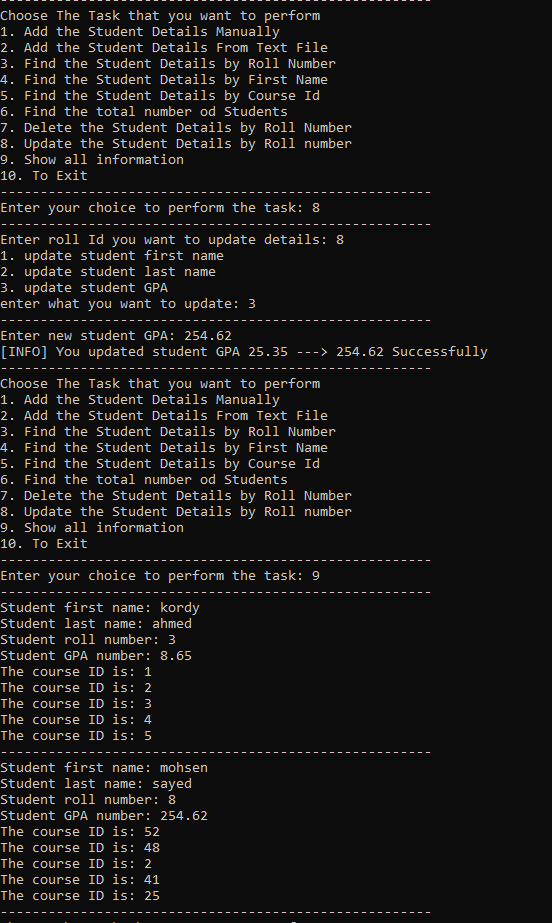 -----------------------------------------------------
Choose The Task that you want to perform
1. Add the Student Details Manually
2. Add the Student Details From Text File
3. Find the Student Details by Roll Number
4. Find the Student Details by First Name
5. Find the Student Details by Course Id
6. Find the total number od Students
7. Delete the Student Details by Roll Number
8. Update the Student Details by Roll number
9. Show all information
10. To Exit
------------------------------------------------------
Enter your choice to perform the task: 8
------------------------------------------------------
Enter roll Id you want to update details: 8
1. update student first name
2. update student last name
3. update student GPA
enter what you want to update: 3
------------------------------------------------------
Enter new student GPA: 254.62
[INFO] You updated student GPA 25.35 ---> 254.62 Successfully
------------------------------------------------------
Choose The Task that you want to perform
1. Add the Student Details Manually
2. Add the Student Details From Text File
3. Find the Student Details by Roll Number
4. Find the Student Details by First Name
5. Find the Student Details by Course Id
6. Find the total number od Students
7. Delete the Student Details by Roll Number
8. Update the Student Details by Roll number
9. Show all information
10. To Exit
------------------------------------------------------
Enter your choice to perform the task: 9
------------------------------------------------------
Student first name: kordy
Student last name: ahmed
Student roll number: 3
Student GPA number: 8.65
The course ID is: 1
The course ID is: 2
The course ID is: 3
The course ID is: 4
The course ID is: 5
------------------------------------------------------
Student first name: mohsen
Student last name: sayed
Student roll number: 8
Student GPA number: 254.62
The course ID is: 52
The course ID is: 48
The course ID is: 2
The course ID is: 41
The course ID is: 25
------------------------------------------------------